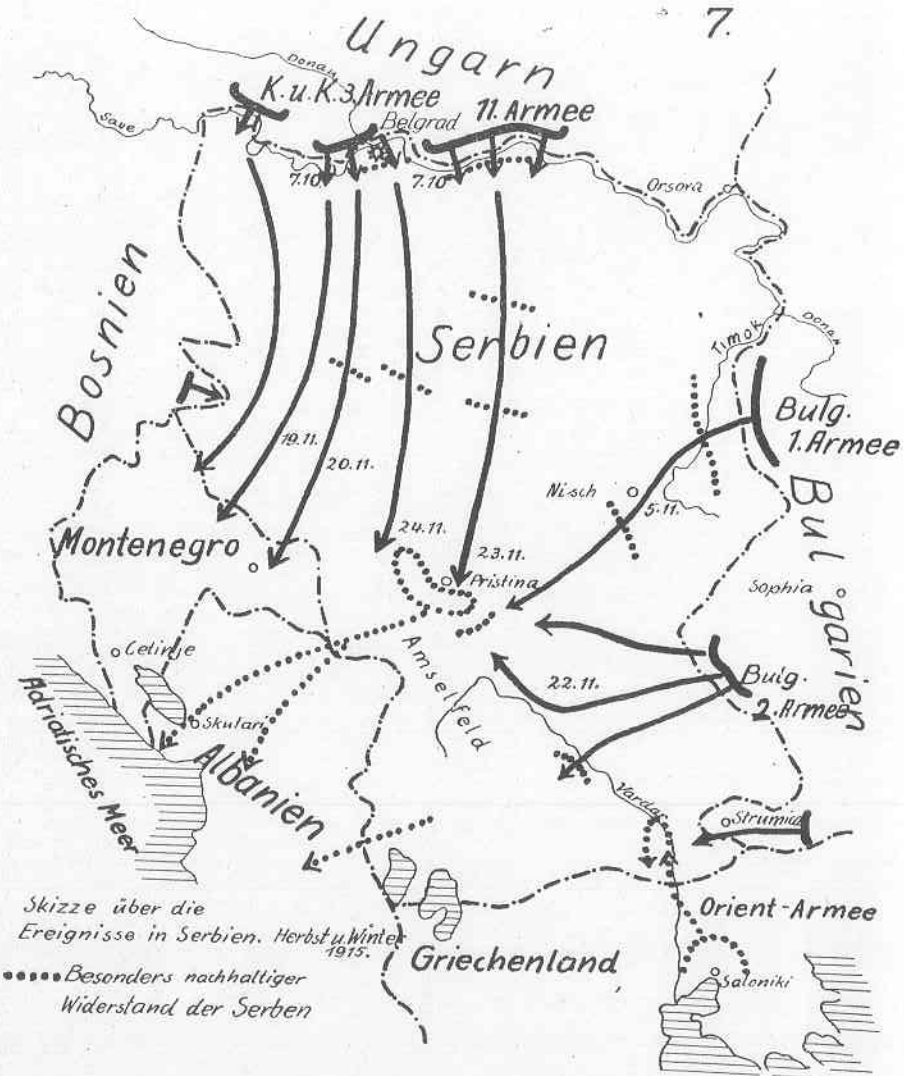 7.
Ungarn
Donau
K. u. K. 3. Armee
11. Armee
Save
Belgrad
7.10.
7.10
Orsora
Bosnien
Serbien
Timok
Donau
Bulg.
1. Armee
19.11.
20.11.
Nisch
5.11.
Bulgarien
24.11.
23.11.
Montenegro
Pristina
Sophia
Cetinje
Amselfeld
22.11.
Bulg.
2. Armee
Skutari
Adriatisches Meer
Albanien
Vardar
Strumica
Skizze über die
Ereignisse in Serbien. Herbst u. Winter
1915.
Orient-Armee
Griechenland
Besonders nachhaltiger
Widerstand der Serben
Saloniki